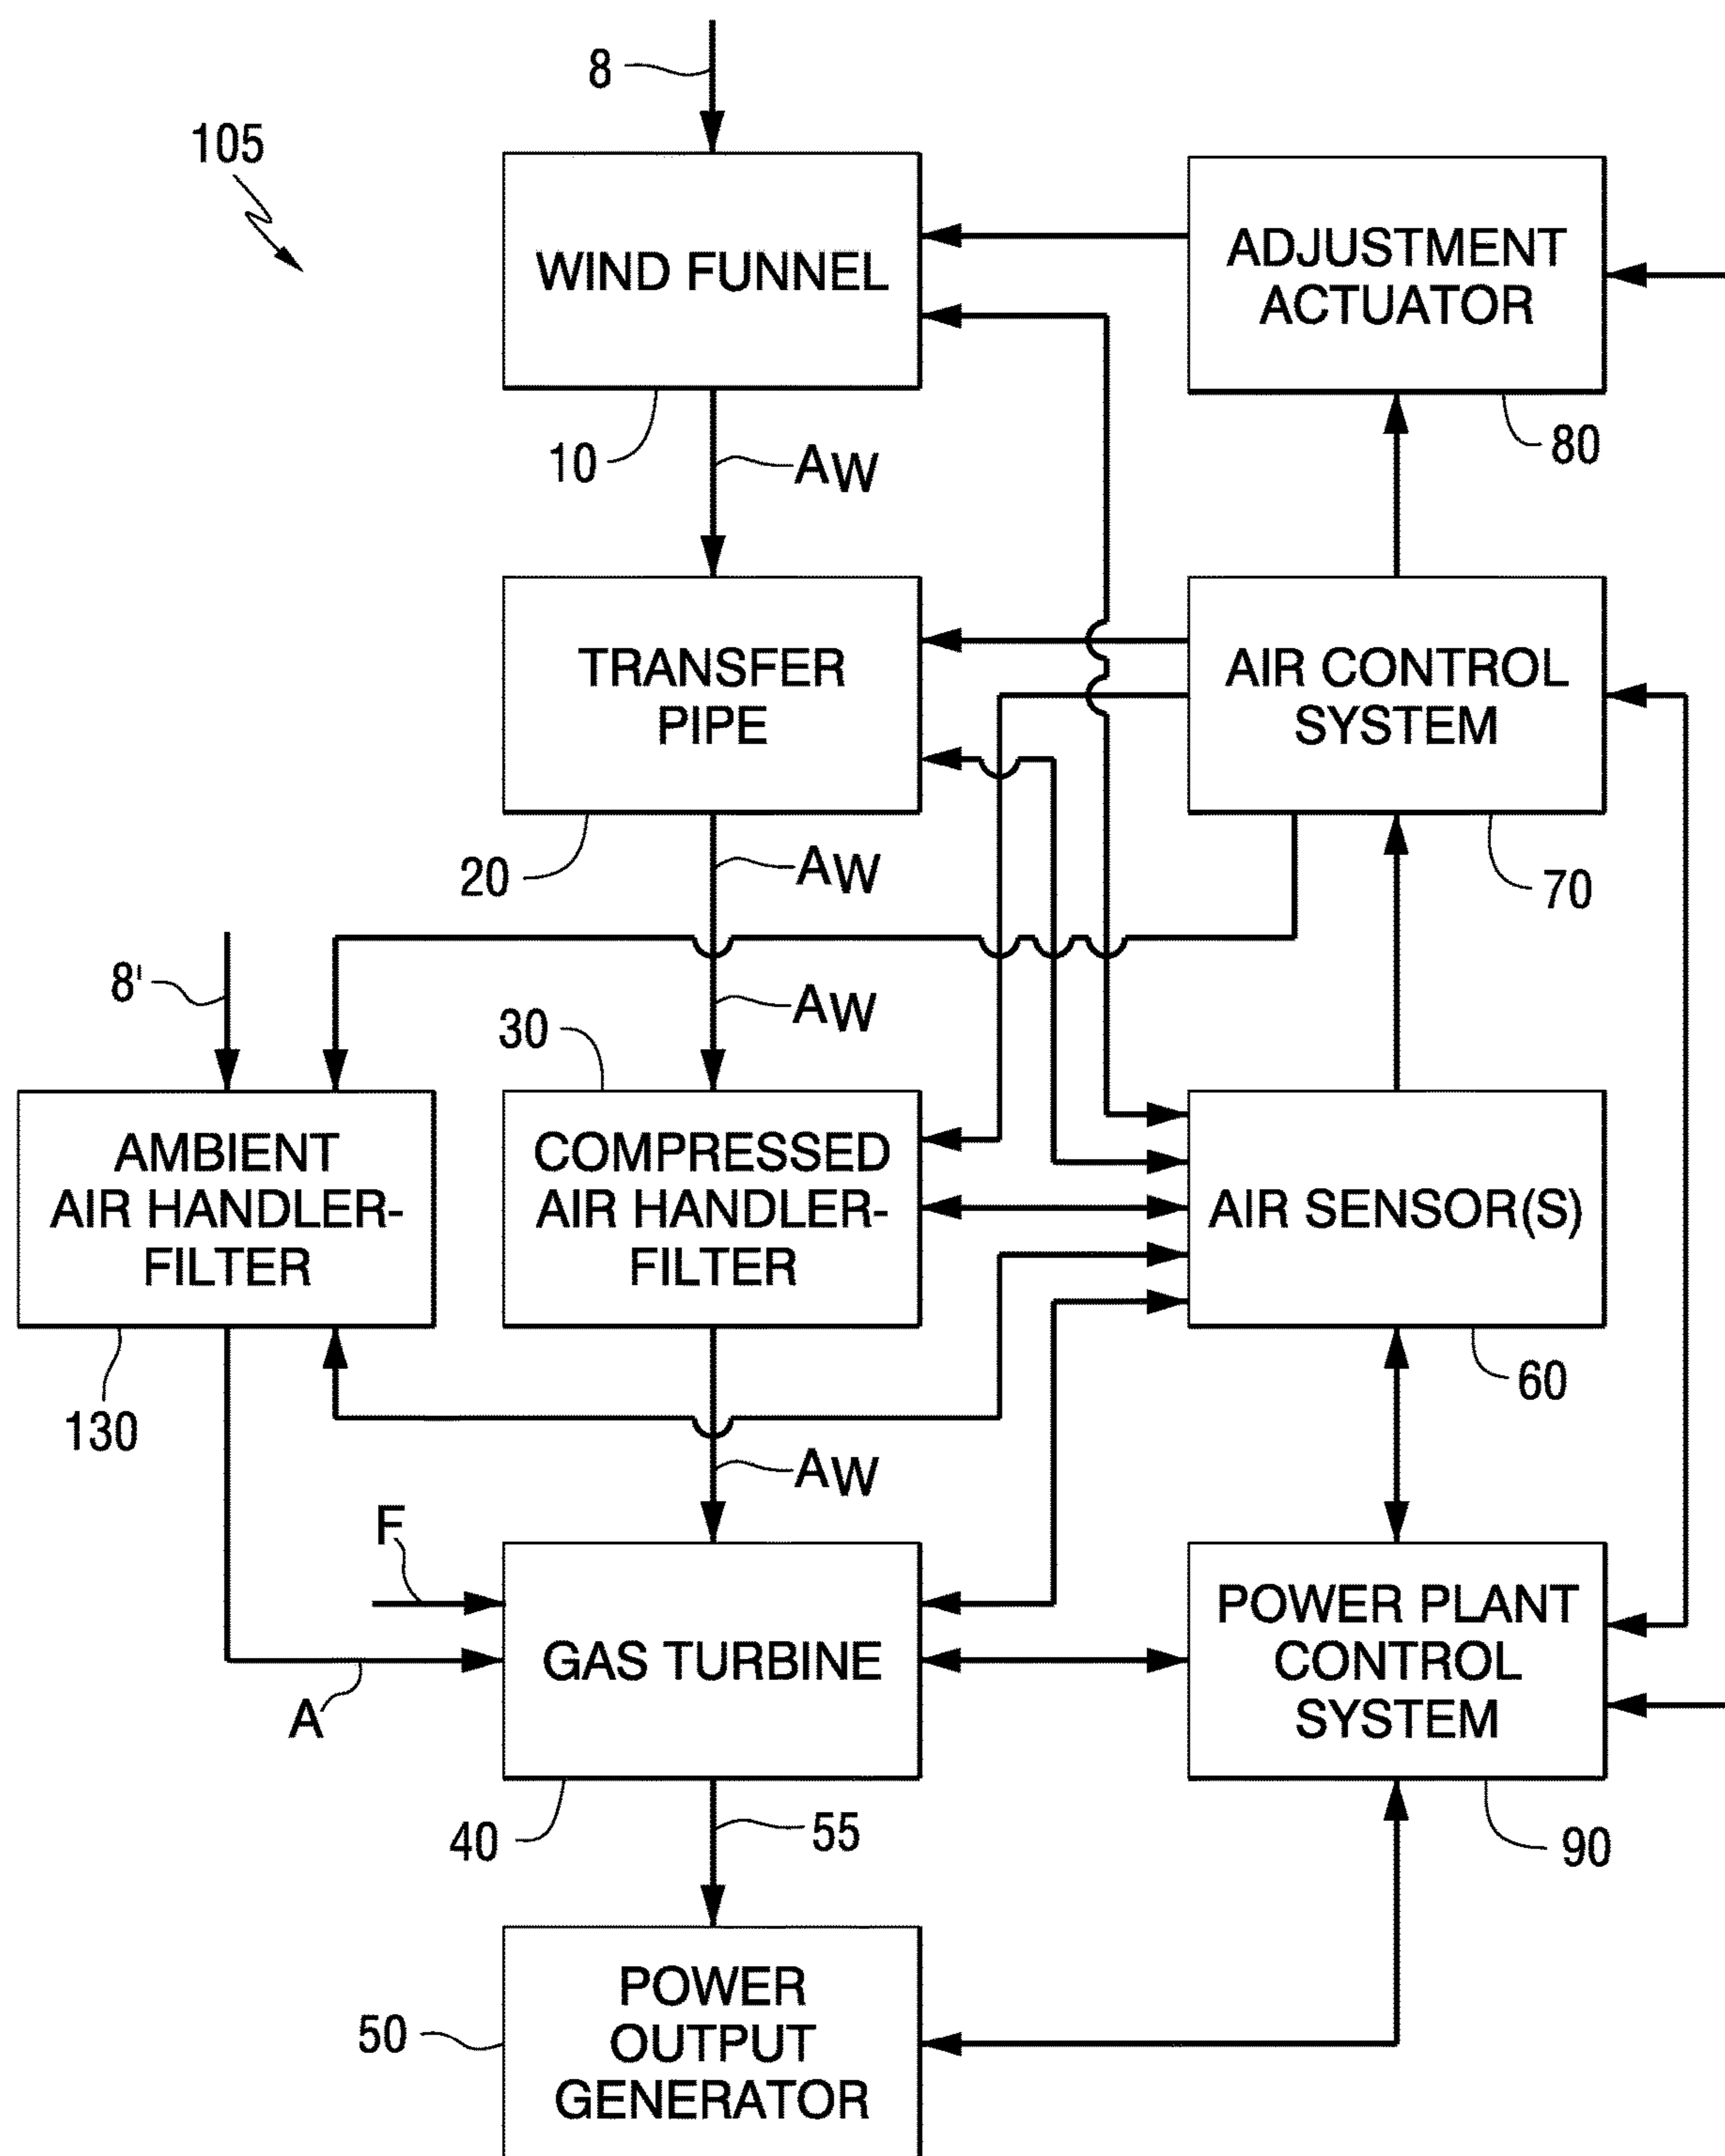 8
105
WIND FUNNEL
ADJUSTMENT
ACTUATOR
10
AW
80
TRANSFER
PIPE
AIR CONTROL
SYSTEM
20
AW
70
8'
30
AW
AMBIENT
AIR HANDLER-
FILTER
COMPRESSED
AIR HANDLER-
FILTER
AIR SENSOR(S)
130
60
AW
F
GAS TURBINE
POWER PLANT
CONTROL
SYSTEM
A
40
55
90
50
POWER
OUTPUT
GENERATOR